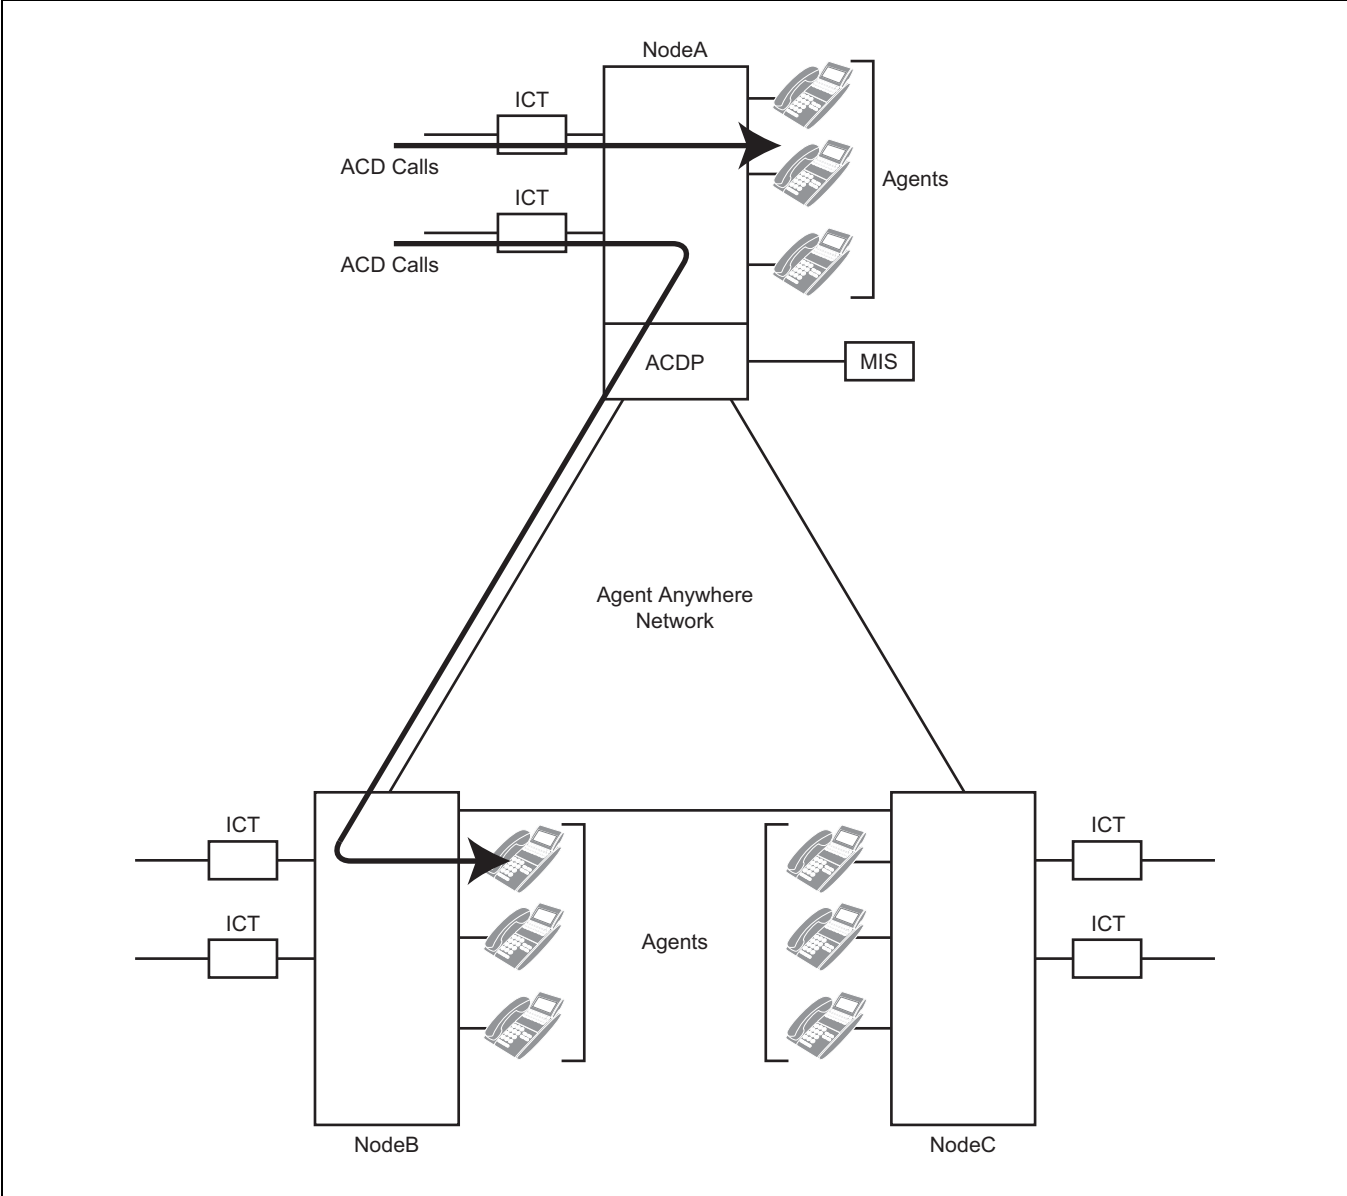 NodeA
ICT
ACD Calls
Agents
ICT
ACD Calls
ACDP
MIS
Agent Anywhere
Network
ICT
ICT
ICT
ICT
Agents
NodeB
NodeC